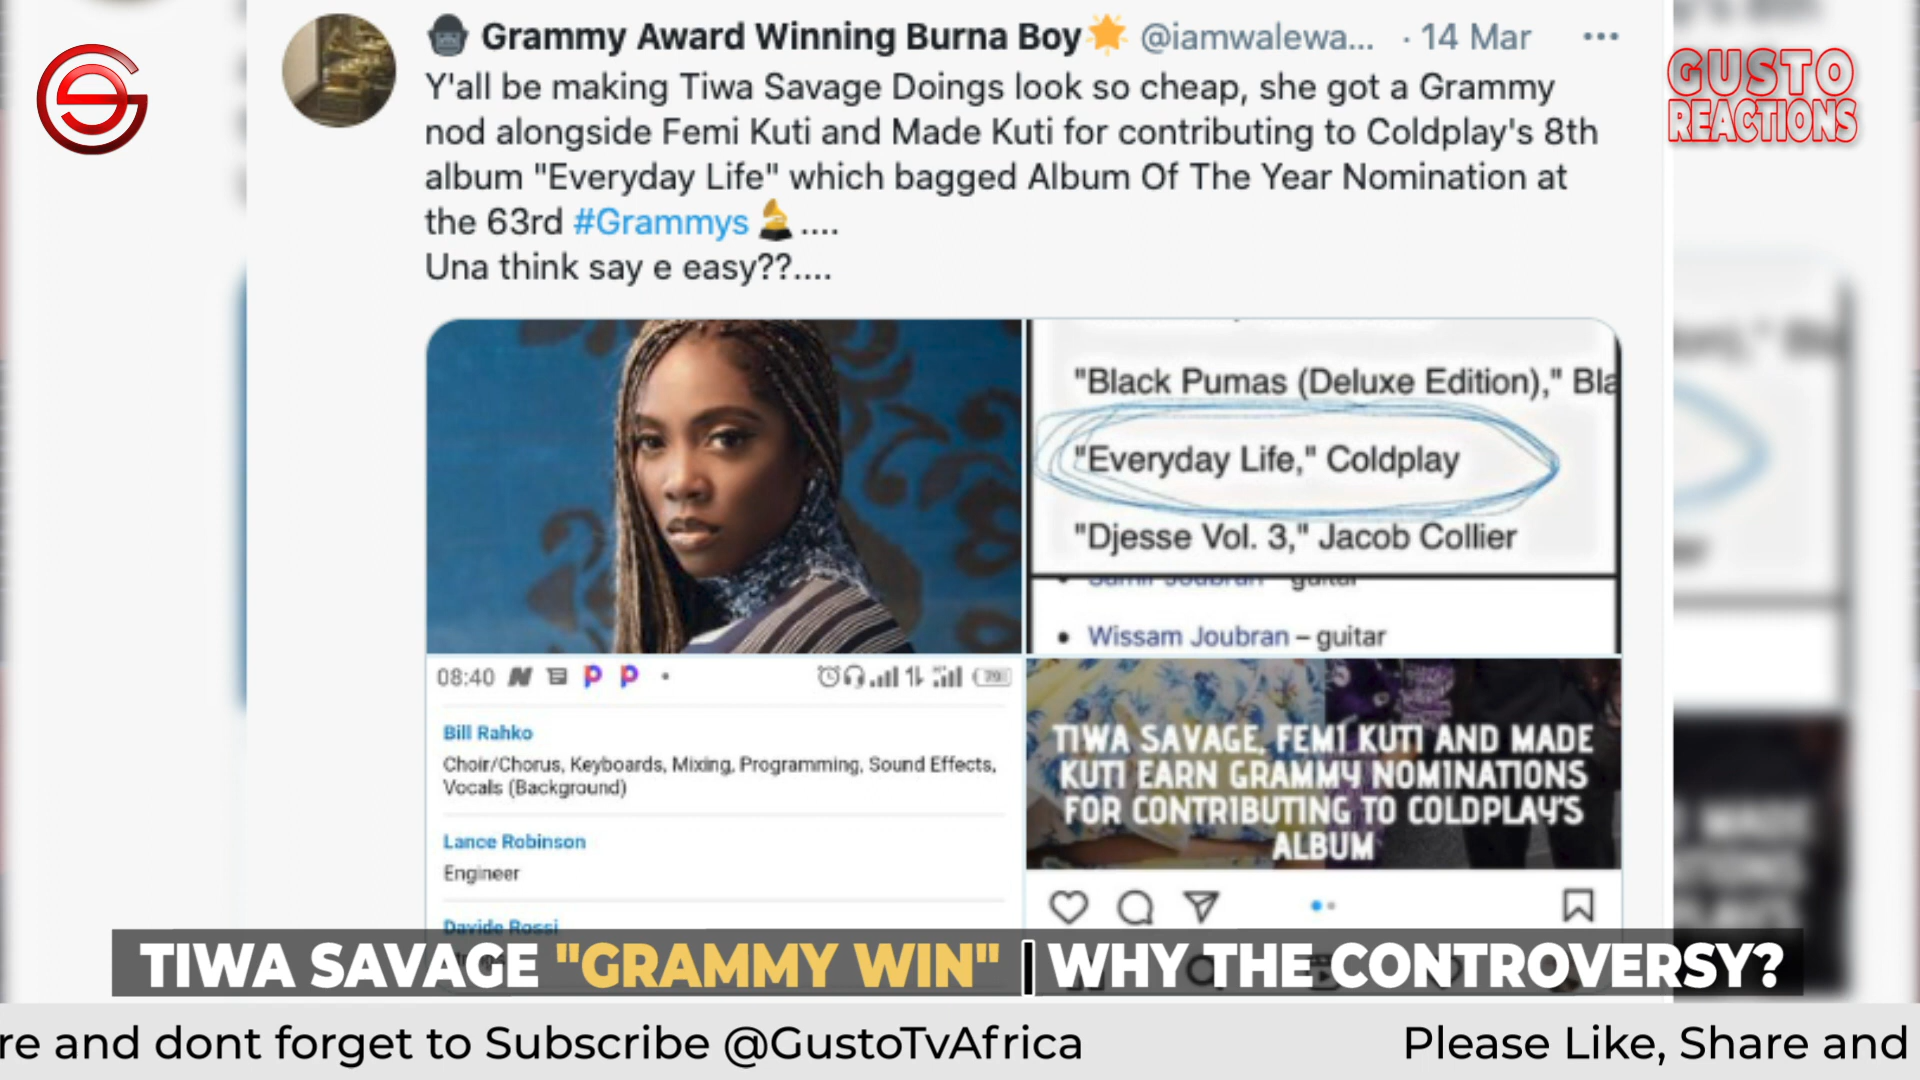 Grammy Award Winning Burna Boy @iamwalewa... · 14 Mar
Y'all be making Tiwa Savage Doings look so cheap, she got a Grammy
nod alongside Femi Kuti and Made Kuti for contributing to Coldplay's 8th
album "Everyday Life" which bagged Album Of The Year Nomination at
the 63rd #Grammys ....
Una think say e easy??....
GUSTO
REACTIONS
"Black Pumas (Deluxe Edition)," Bla
"Everyday Life," Coldplay
"Djesse Vol. 3," Jacob Collier
Samir Joubran guitar
• Wissam Joubran – guitar
08:40
Bill Rahko
Choir/Chorus, Keyboards, Mixing, Programming, Sound Effects,
Vocals (Background)
Lance Robinson
Engineer
Davide Rossi
TIWA SAVAGE, FEMI KUTI AND MADE
KUTI EARN GRAMMY NOMINATIONS
FOR CONTRIBUTING TO COLDPLAY'S
ALBUM
TIWA SAVAGE "GRAMMY WIN" | WHY THE CONTROVERSY?
re and dont forget to Subscribe @GustoTvAfrica
Please Like, Share and